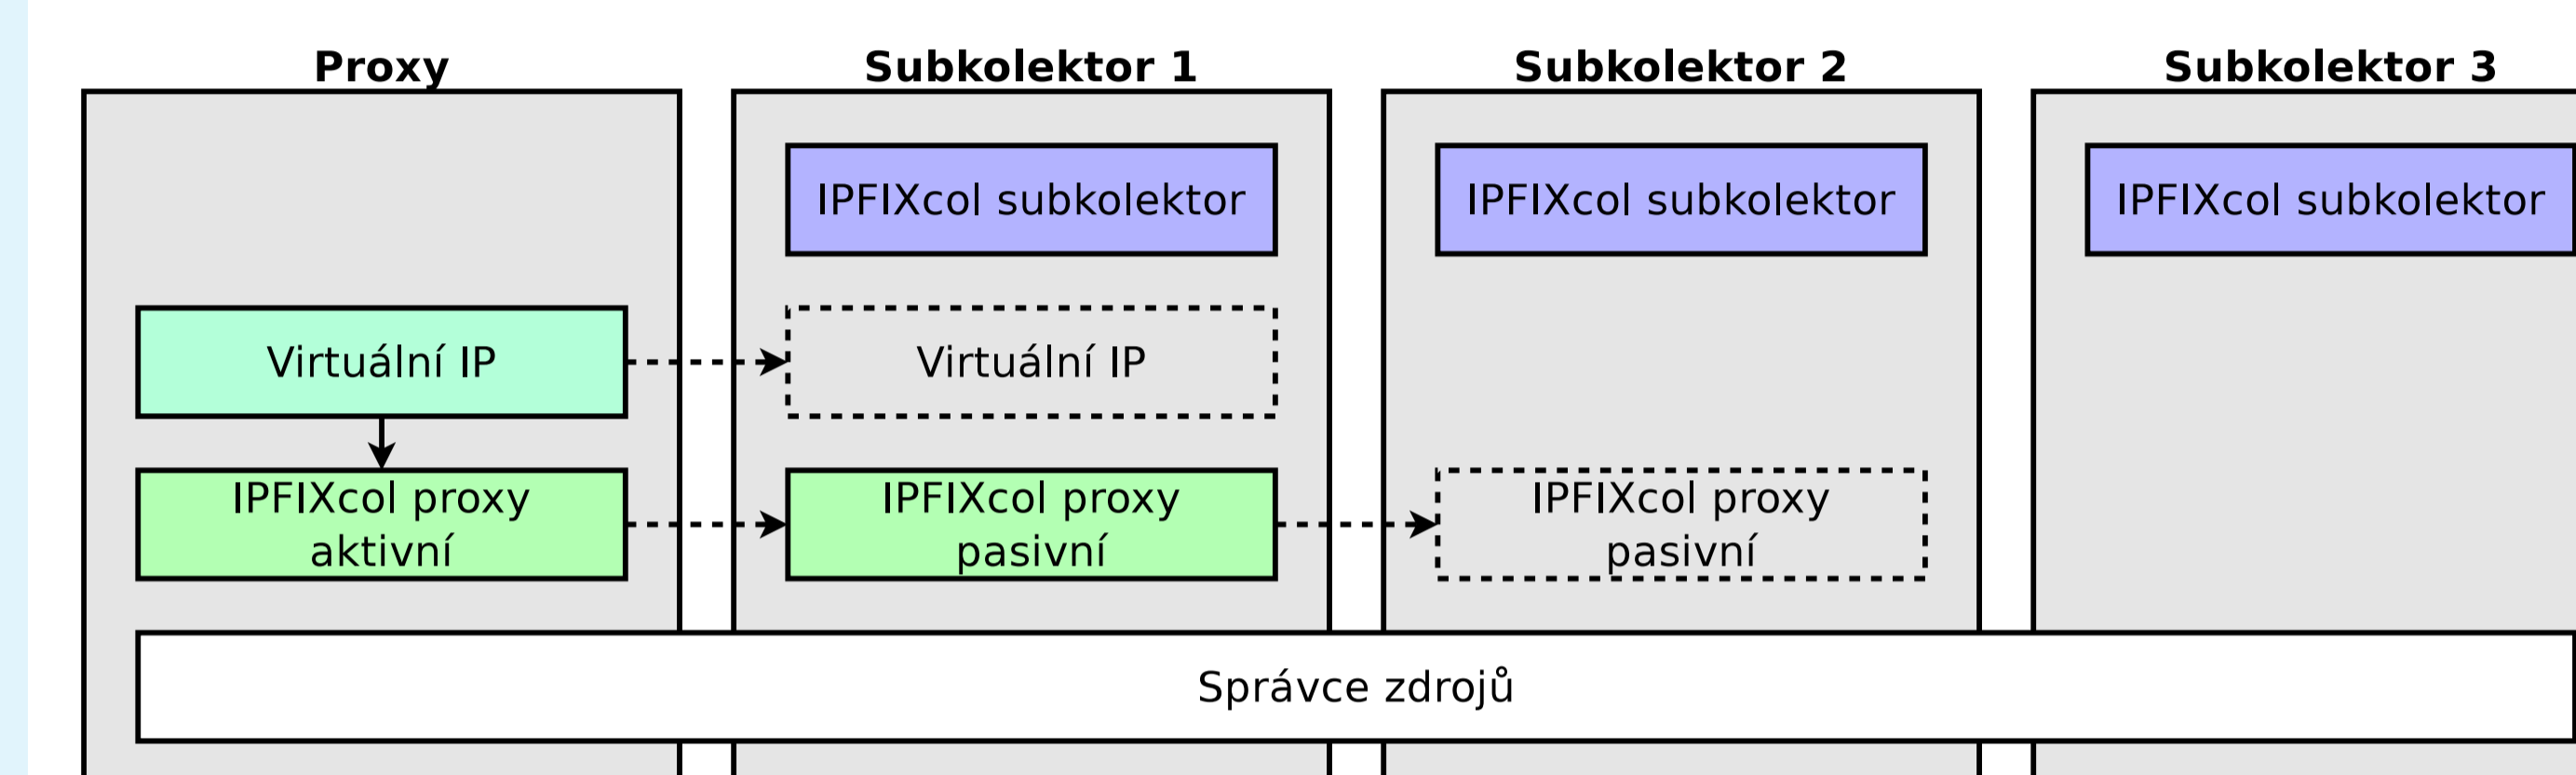 Proxy
Subkolektor 1
Subkolektor 2
Subkolektor 3
IPFIXcol subkolektor
IPFIXcol subkolektor
IPFIXcol subkolektor
Virtuální IP
Virtuální IP
IPFIXcol proxy
aktivní
IPFIXcol proxy
pasivní
IPFIXcol proxy
pasivní
Správce zdrojů